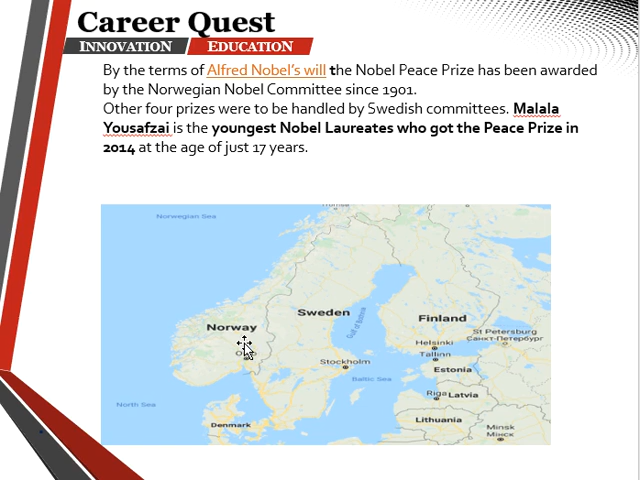 Career Quest
INNOVATION EDUCATION
By the terms of Alfred Nobel's will the Nobel Peace Prize has been awarded
by the Norwegian Nobel Committee since 1901.
Other four prizes were to be handled by Swedish committees. Malala
Yousafzai is the youngest Nobel Laureates who got the Peace Prize in
2014 at the age of just 17 years.
Norwegian Sea
Sweden
Gulf of Bothnia
Finland
Norway
St Petersburg
Санкт-Петербург
Helsinki
Tallinn
Stockholm
Estonia
Baltic Sea
Riga Latvia
North Sea
Lithuania
Denmark
Minsk
Минск